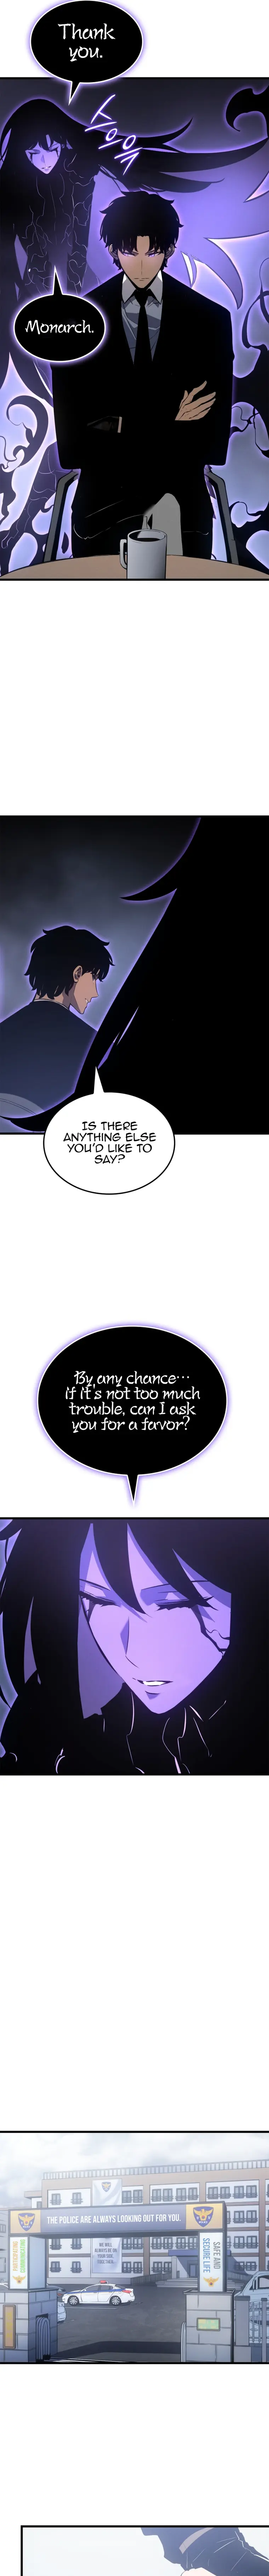 Thank
you.
스으윽
Monarch.
IS THERE
ANYTHING ELSE
YOU'D LIKE TO
SAY?
By any chance...
if it's not too much
trouble, can I ask
you for a favor?
THE POLICE ARE ALWAYS LOOKING OUT FOR YOU.
WE WILL
ALWAYS BE ON
YOUR SIDE.
SAFE AND
SECURE LIFE